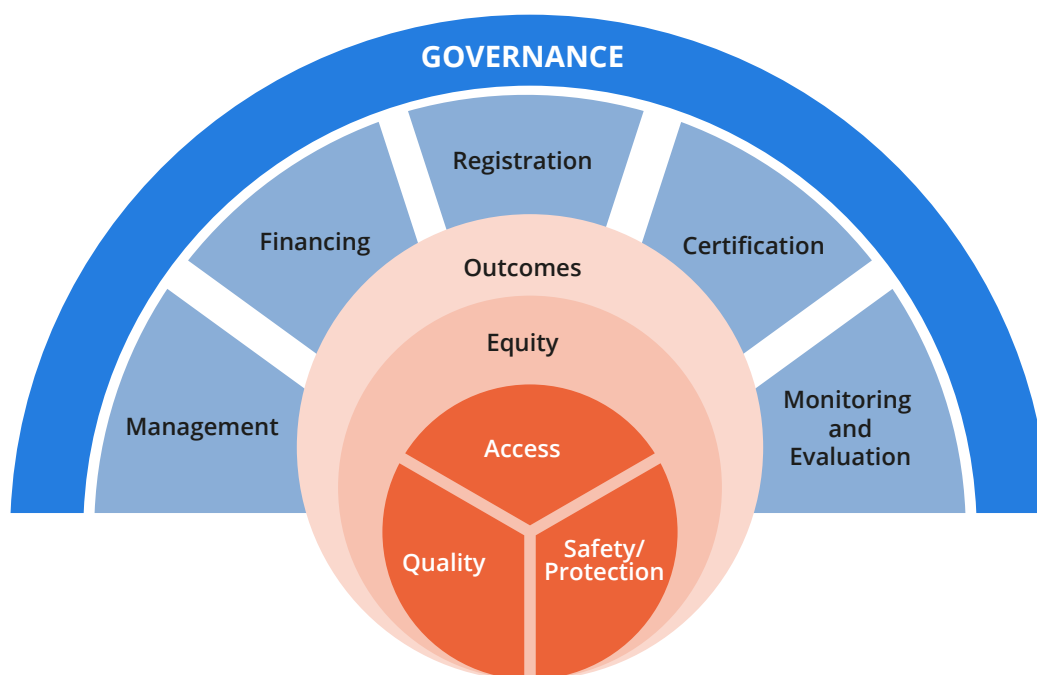 GOVERNANCE
Registration
Financing
Certification
Outcomes
Equity
Management
Monitoring
and
Evaluation
Access
Quality
Safety/
Protection